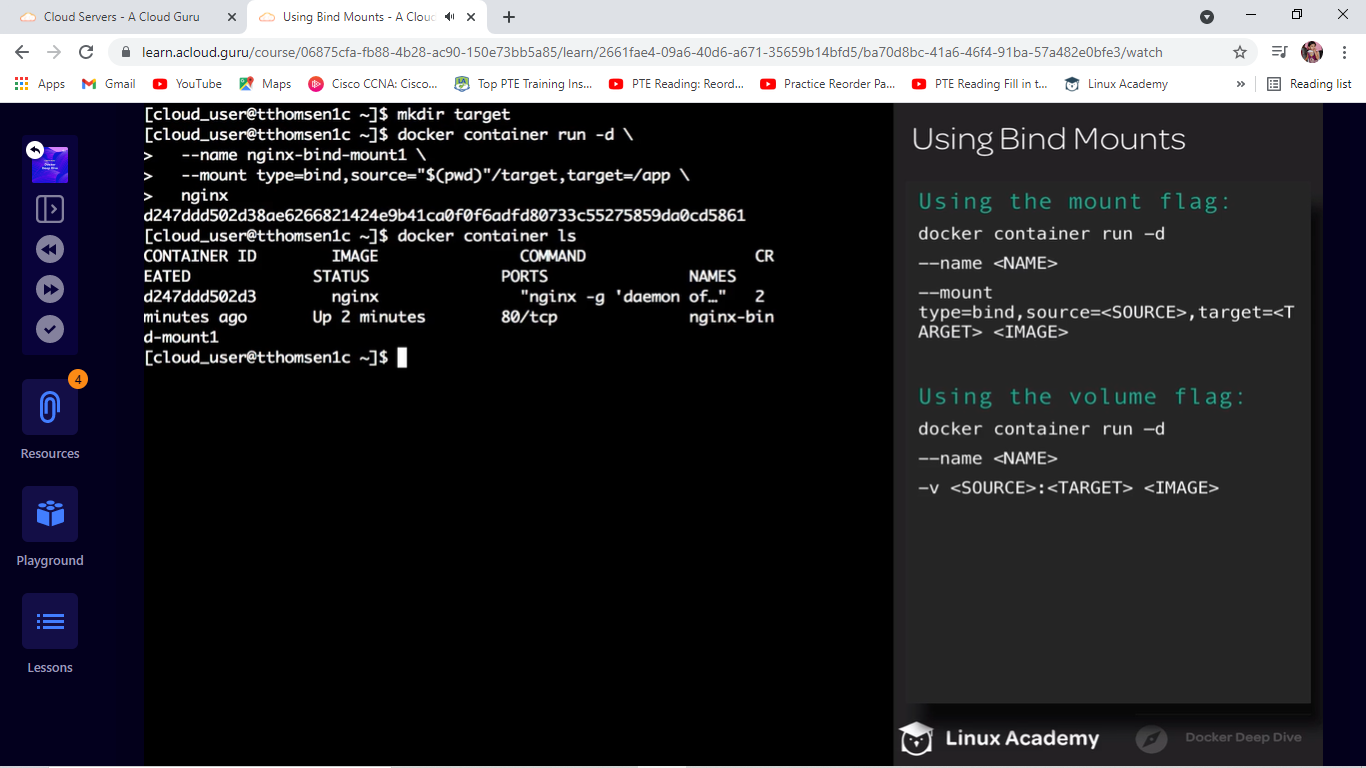 Cloud Servers - A Cloud Guru
Using Bind Mounts - A Clouc
learn.acloud.guru/course/06875cfa-fb88-4b28-ac90-150e73bb5a85/learn/2661fae4-09a6-40d6-a671-35659b14bfd5/ba70d8bc-41a6-46f4-91ba-57a482e0bfe3/watch
Apps Gmail YouTube Maps Cisco CCNA: Cisco... Top PTE Training Ins... PTE Reading: Reord... Practice Reorder Pa... PTE Reading Fill in t... Linux Academy » Reading list
4
Resources
Playground
Lessons
[cloud_user@tthomsen1c ~]$ mkdir target
[cloud_user@tthomsen1c ~]$ docker container run -d \
>   --name nginx-bind-mount1 \
>   --mount type=bind,source="$(pwd)"/target,target=/app \
>   nginx
d247ddd502d38ae6266821424e9b41ca0f0f6adfd80733c55275859da0cd5861
[cloud_user@tthomsen1c ~]$ docker container ls
CONTAINER ID        IMAGE               COMMAND                  CR
EATED             STATUS              PORTS               NAMES
d247ddd502d3        nginx               "nginx -g 'daemon of…"   2
minutes ago       Up 2 minutes        80/tcp              nginx-bin
d-mount1
[cloud_user@tthomsen1c ~]$
Using Bind Mounts
Using the mount flag:
docker container run –d
--name <NAME>
--mount
type=bind,source=<SOURCE>,target=<T
ARGET> <IMAGE>
Using the volume flag:
docker container run –d
--name <NAME>
–v <SOURCE>:<TARGET> <IMAGE>
Linux Academy
Docker Deep Dive